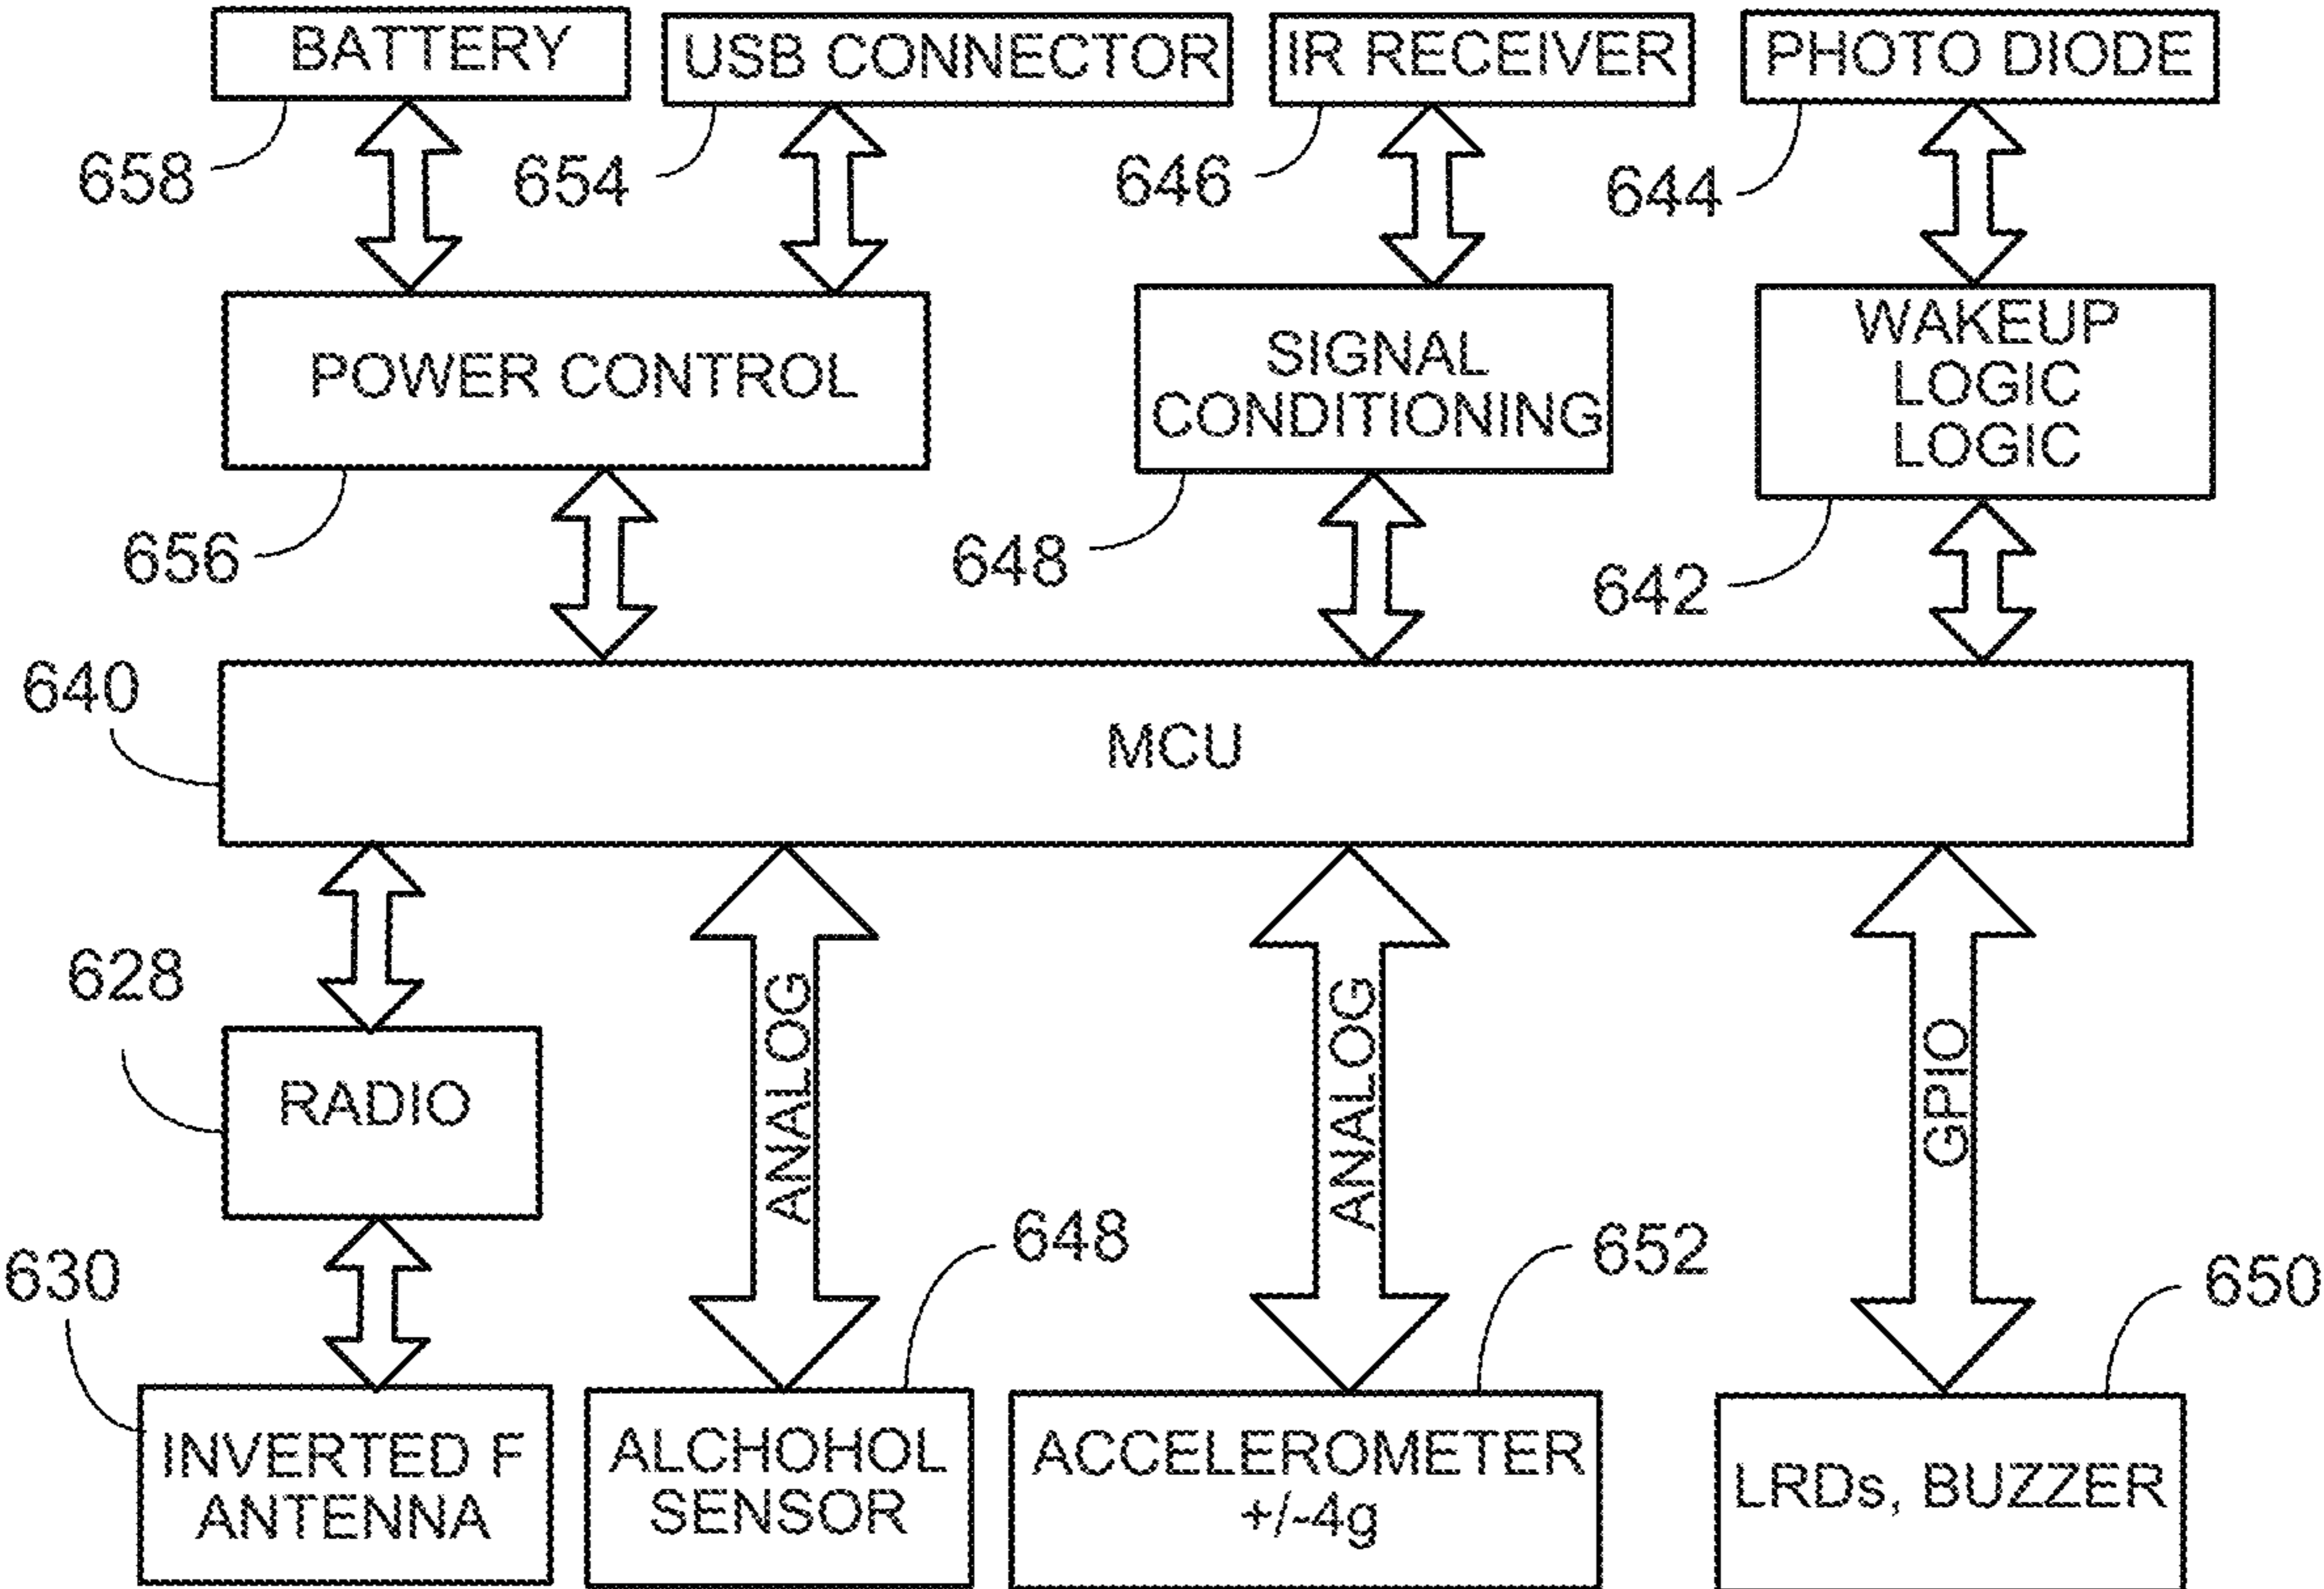 BATTERY
USB CONNECTOR
IR RECEIVER
PHOTO DIODE
658
654
646
644
POWER CONTROL
SIGNAL
CONDITIONING
WAKEUP
LOGIC
LOGIC
656
648
642
640
MCU
628
RADIO
ANALOG
ANALOG
GPIO
630
648
652
650
INVERTED F
ANTENNA
ALCHOHOL
SENSOR
ACCELEROMETER
+/-4g
LRDs, BUZZER